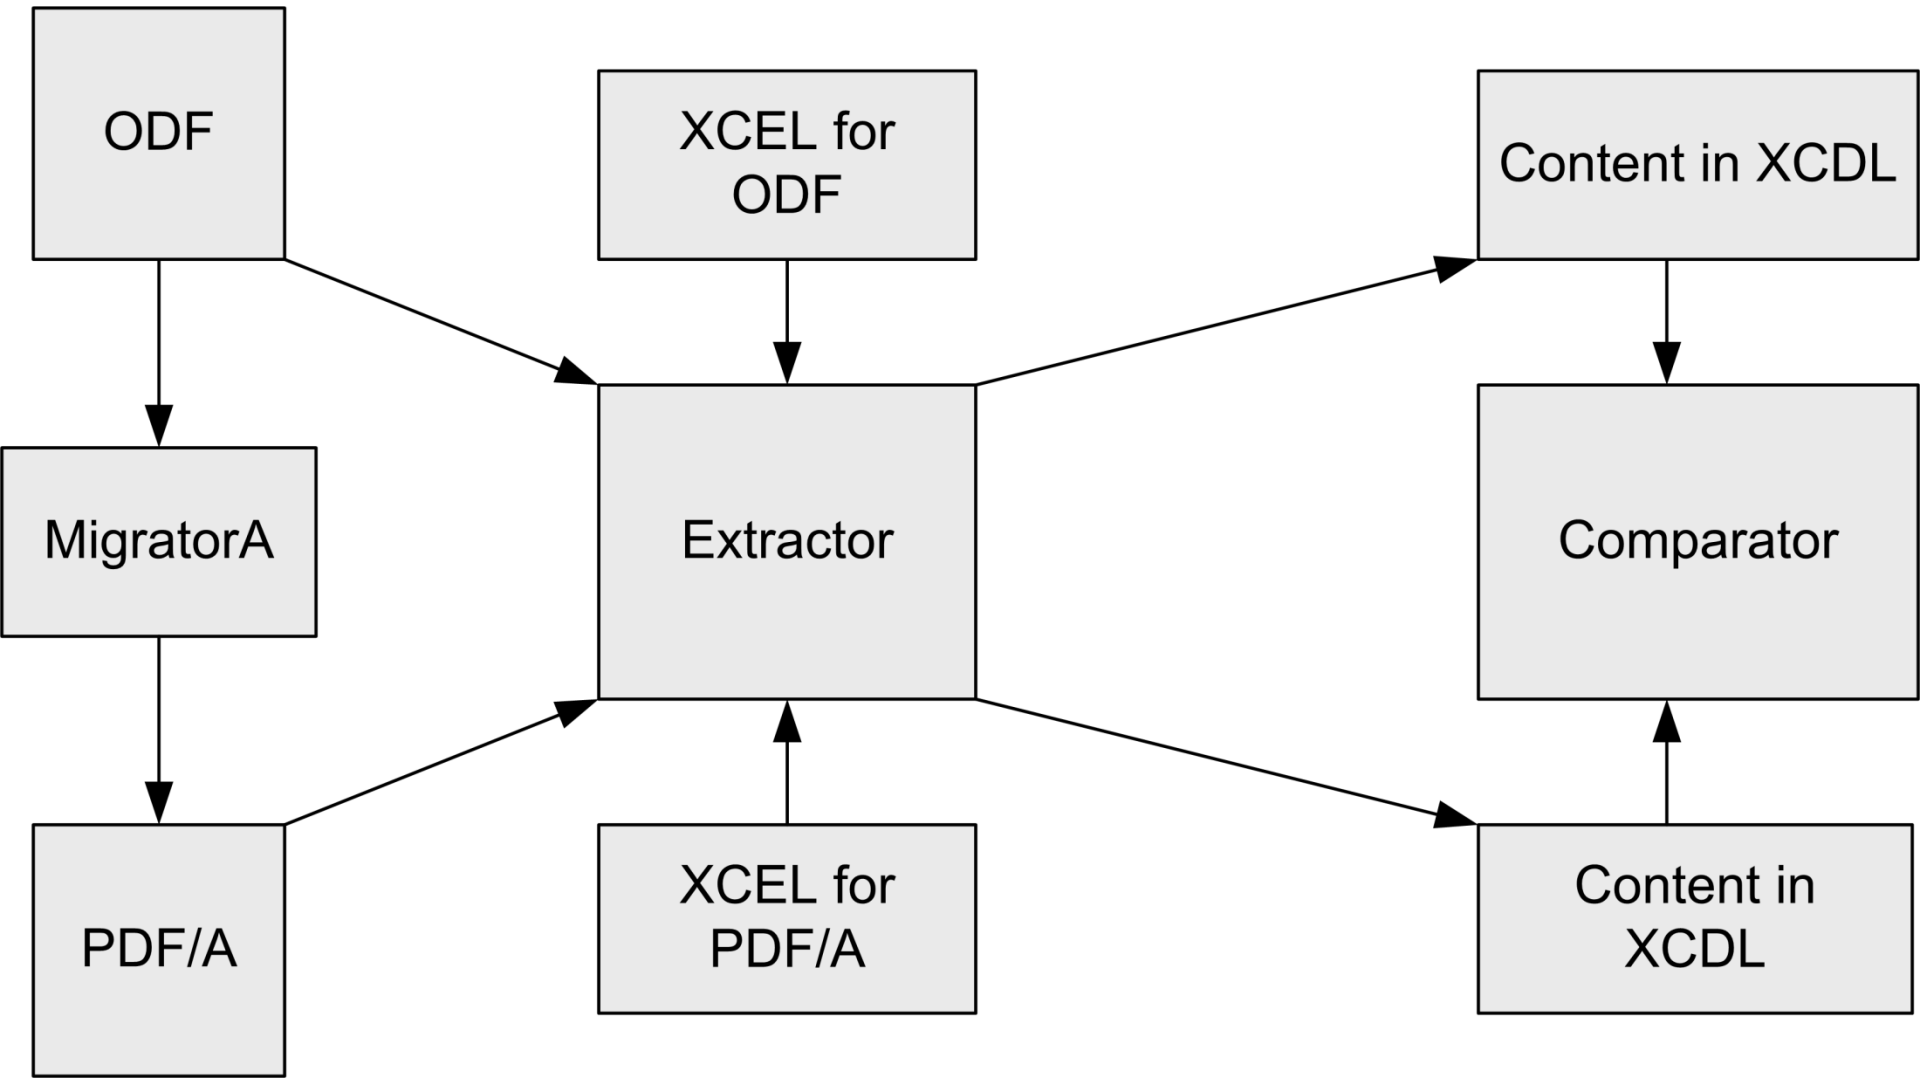 ODF
XCEL for
ODF
Content in XCDL
MigratorA
Extractor
Comparator
PDF/A
XCEL for
PDF/A
Content in
XCDL